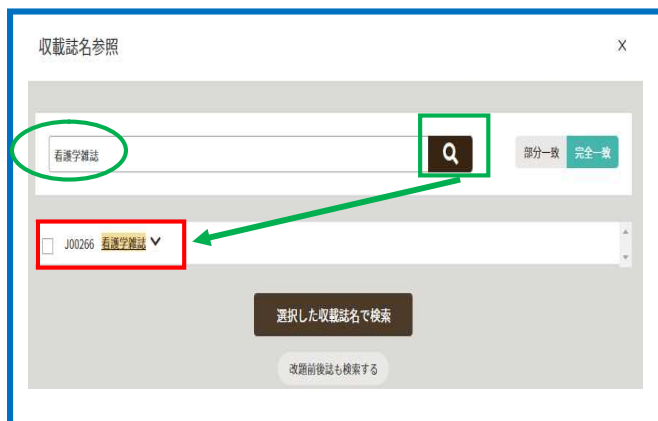 収載誌名参照 X
看護学雑誌 部分一致 完全一致
J00266 看護学雑誌
選択した収載誌名で検索
改題前後誌も検索する